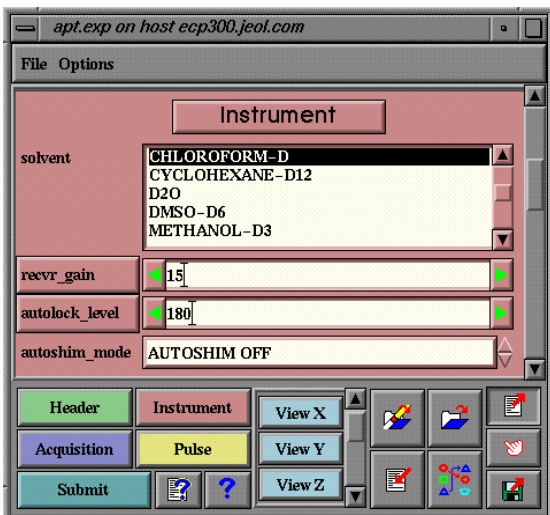 apt.exp on host ecp300.jeol.com
File Options
Instrument
solvent
CHLOROFORM-D
CYCLOHEXANE-D12
D2O
DMSO-D6
METHANOL-D3
recvr_gain 15
autolock_level 180
autoshim_mode AUTOSHIM OFF
Header Instrument View X
Acquisition Pulse View Y
Submit ? ? View Z